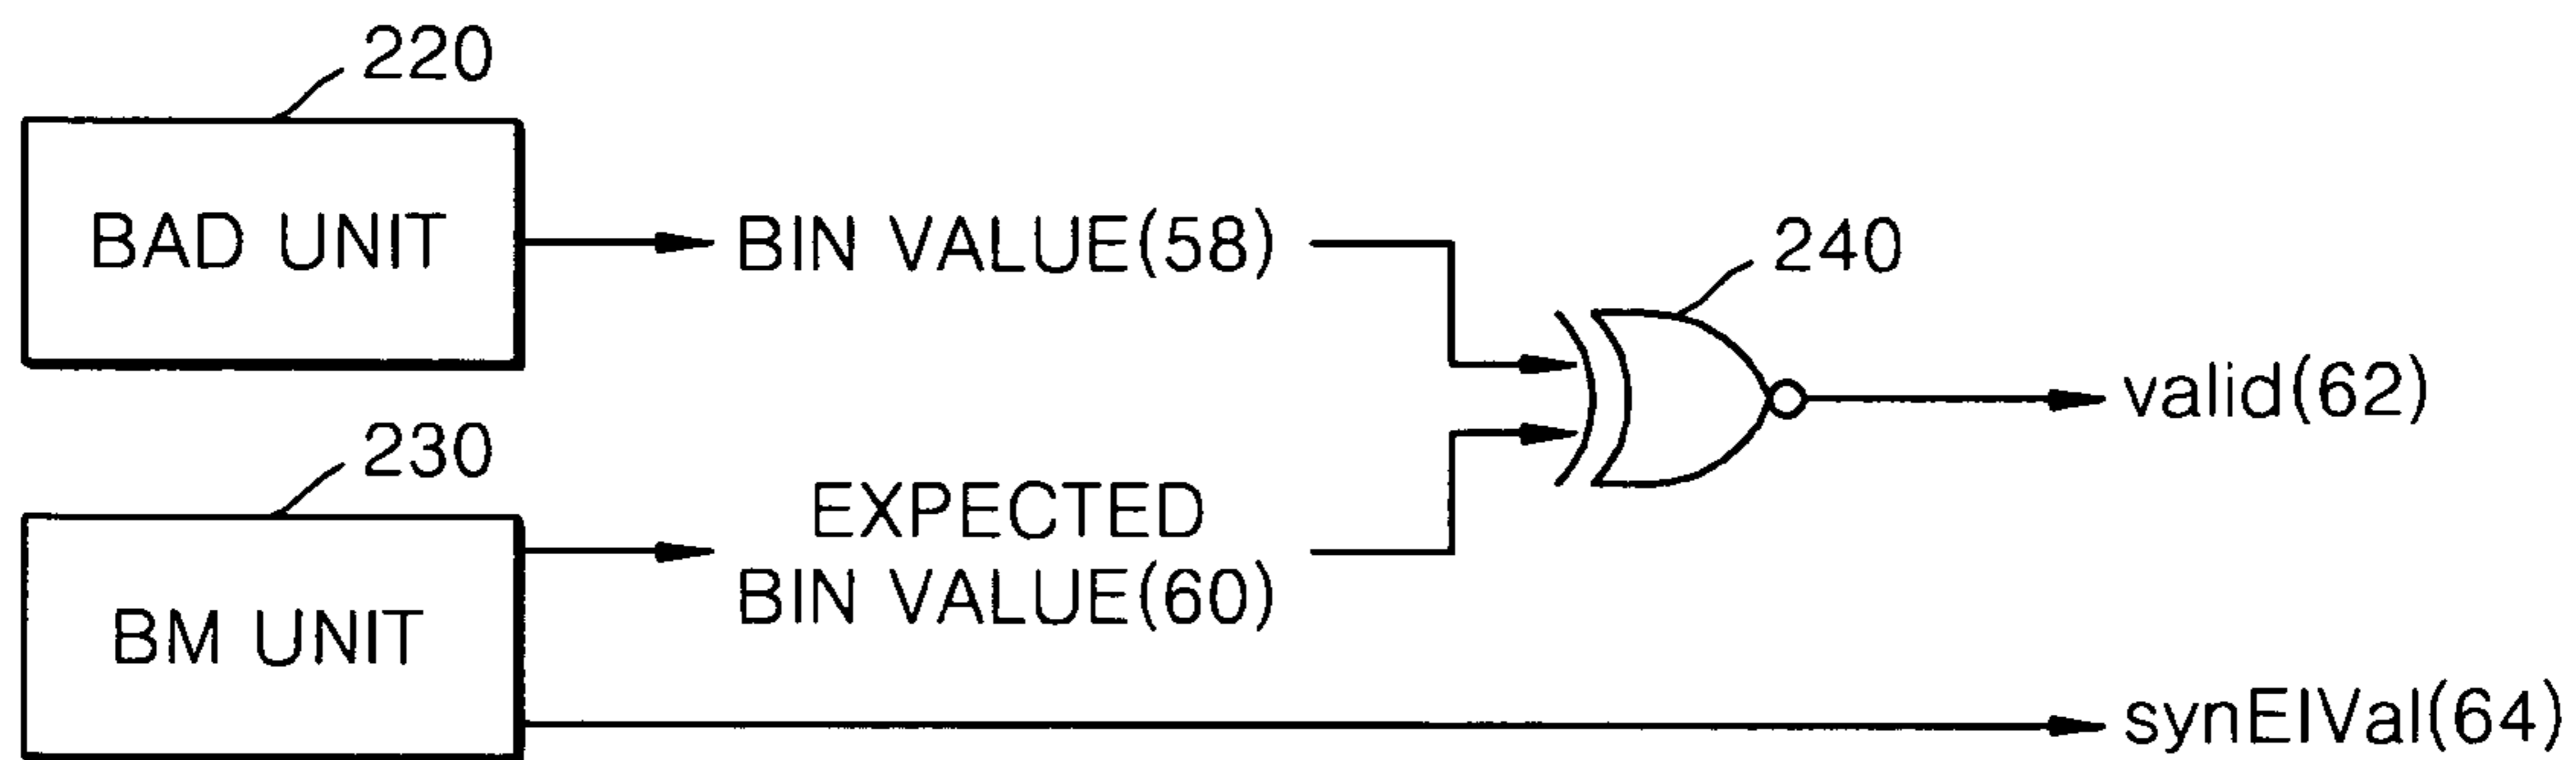 220
BAD UNIT
BIN VALUE(58)
240
valid(62)
230
BM UNIT
EXPECTED
BIN VALUE(60)
synElVal(64)